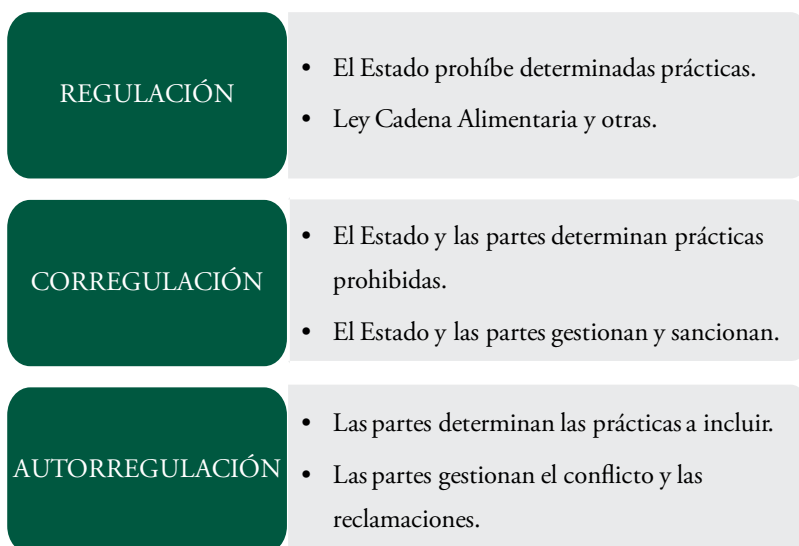 REGULACIÓN
• El Estado prohíbe determinadas prácticas.
• Ley Cadena Alimentaria y otras.
CORREGULACIÓN
• El Estado y las partes determinan prácticas
prohibidas.
• El Estado y las partes gestionan y sancionan.
AUTORREGULACIÓN
• Las partes determinan las prácticas a incluir.
• Las partes gestionan el conflicto y las
reclamaciones.